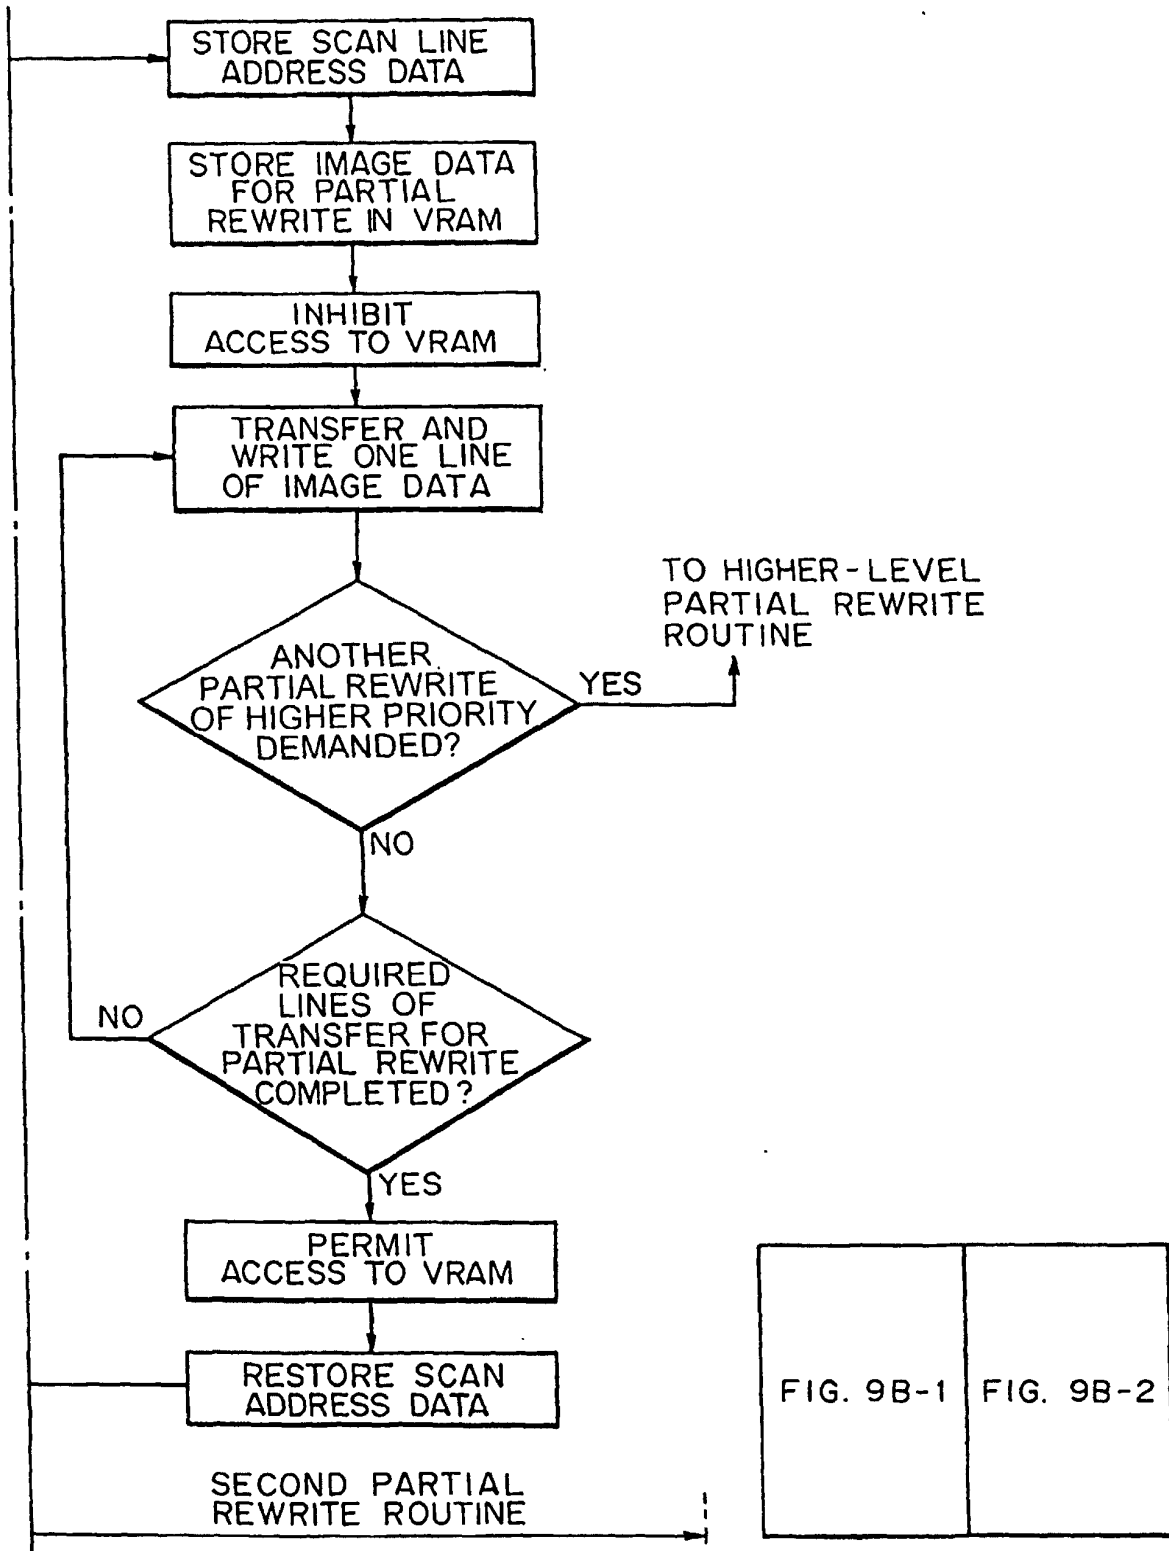 STORE SCAN LINE
ADDRESS DATA
STORE IMAGE DATA
FOR PARTIAL
REWRITE IN VRAM
INHIBIT
ACCESS TO VRAM
TRANSFER AND
WRITE ONE LINE
OF IMAGE DATA
TO HIGHER-LEVEL
PARTIAL REWRITE
ROUTINE
ANOTHER
PARTIAL REWRITE
OF HIGHER PRIORITY
DEMANDED?
YES
NO
REQUIRED
LINES OF
TRANSFER FOR
PARTIAL REWRITE
COMPLETED?
NO
YES
PERMIT
ACCESS TO VRAM
RESTORE SCAN
ADDRESS DATA
FIG. 9B-1
FIG. 9B-2
SECOND PARTIAL
REWRITE ROUTINE